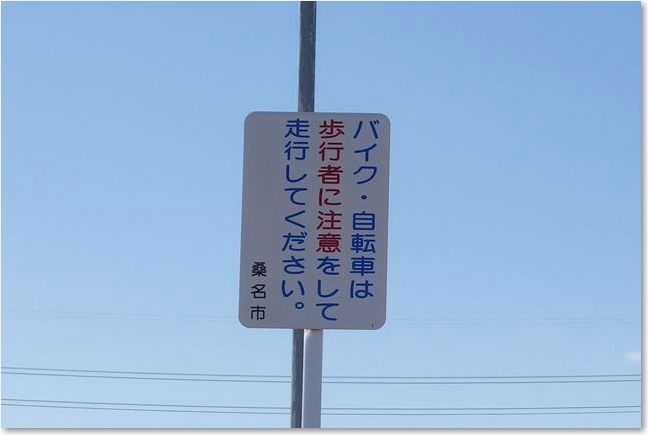 バイク・自転車は
歩行者に注意をして
走行してください。
桑名市